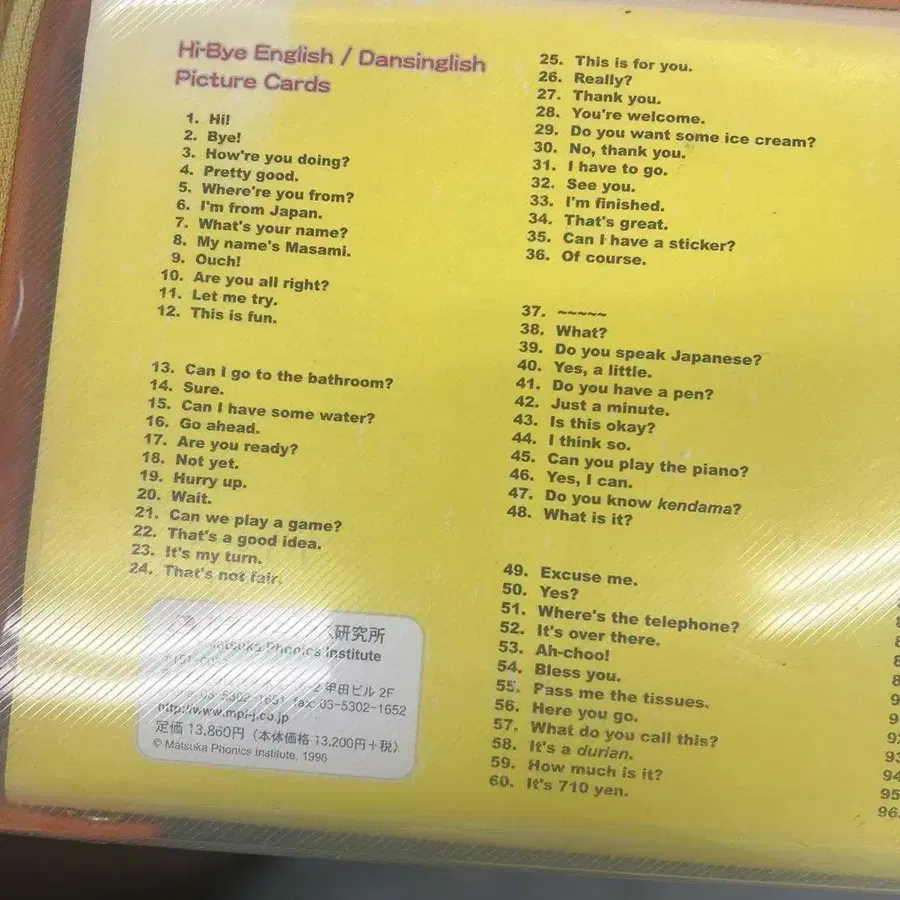 Hi-Bye English / Dansinglish
Picture Cards
1. Hi!
2. Bye!
3. How're you doing?
4. Pretty good.
5. Where're you from?
6. I'm from Japan.
7. What's your name?
8. My name's Masami.
9. Ouch!
10. Are you all right?
11. Let me try.
12. This is fun.
13. Can I go to the bathroom?
14. Sure.
15. Can I have some water?
16. Go ahead.
17. Are you ready?
18. Not yet.
19. Hurry up.
20. Wait.
21. Can we play a game?
22. That's a good idea.
23. It's my turn.
24. That's not fair.
研究所
Matsuka Phonics Institute
甲田ビル 2F
03-5302-1651 fax: 03-5302-1652
http://www.mpi-j.co.jp
定価 13,860円（本体価格 13,200円+税）
© Matsuka Phonics Institute, 1995
25. This is for you.
26. Really?
27. Thank you.
28. You're welcome.
29. Do you want some ice cream?
30. No, thank you.
31. I have to go.
32. See you.
33. I'm finished.
34. That's great.
35. Can I have a sticker?
36. Of course.
37. ~~~~~
38. What?
39. Do you speak Japanese?
40. Yes, a little.
41. Do you have a pen?
42. Just a minute.
43. Is this okay?
44. I think so.
45. Can you play the piano?
46. Yes, I can.
47. Do you know kendama?
48. What is it?
49. Excuse me.
50. Yes?
51. Where's the telephone?
52. It's over there.
53. Ah-choo!
54. Bless you.
55. Pass me the tissues.
56. Here you go.
57. What do you call this?
58. It's a durian.
59. How much is it?
60. It's 710 yen.
94
95
96.